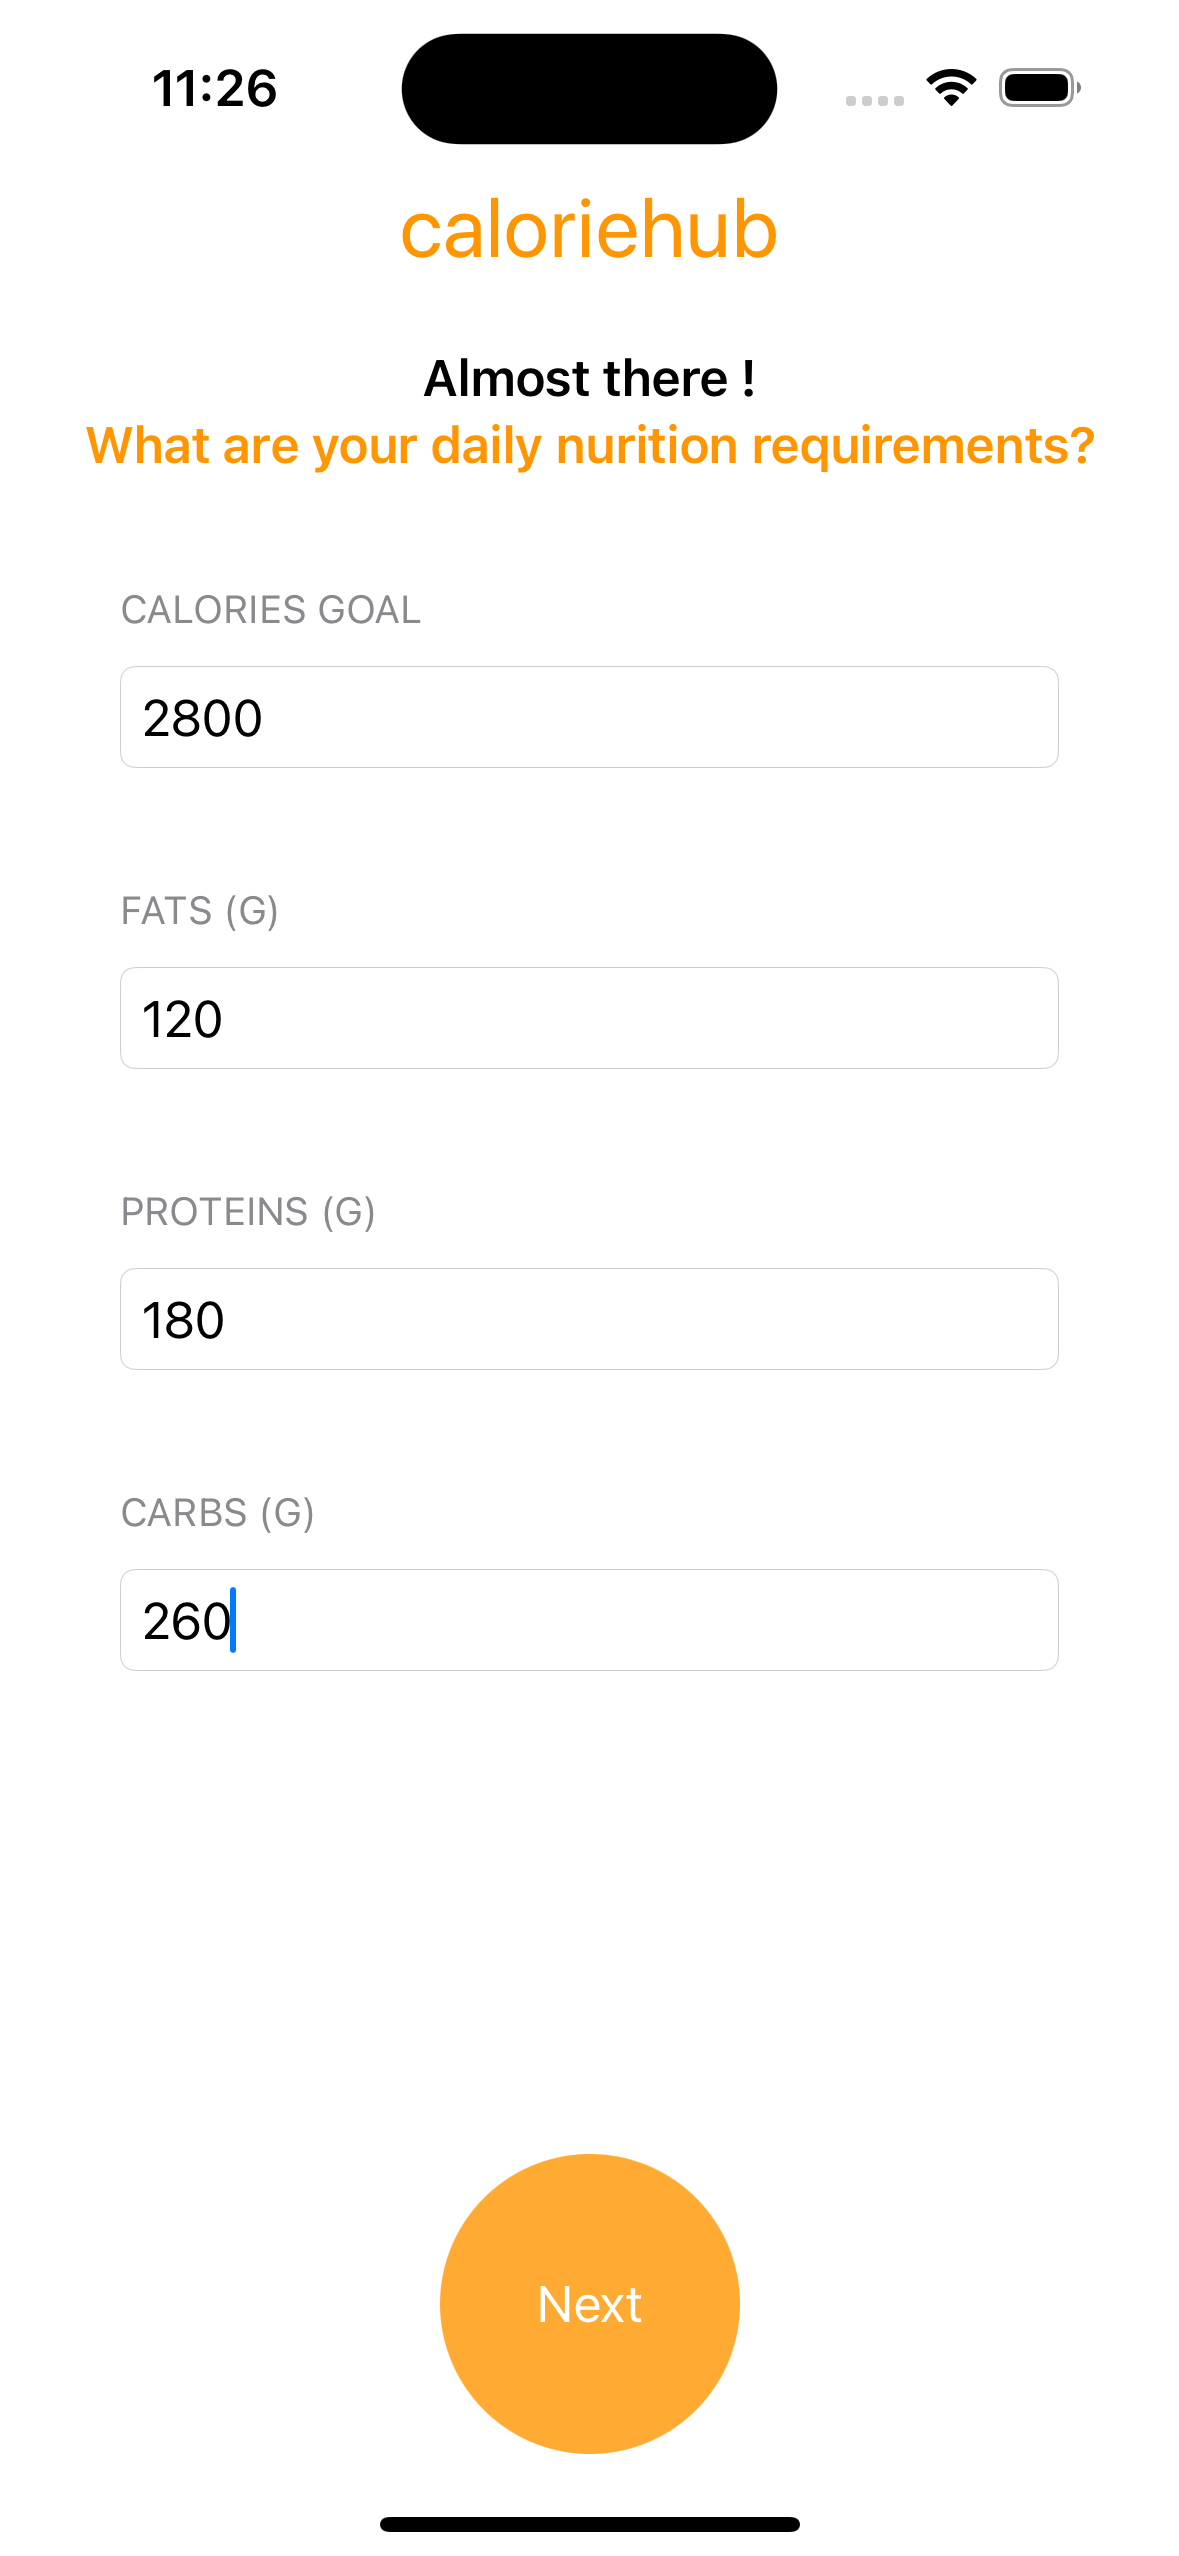 11:26
caloriehub
Almost there !
What are your daily nurition requirements?
CALORIES GOAL
2800
FATS (G)
120
PROTEINS (G)
180
CARBS (G)
260
Next